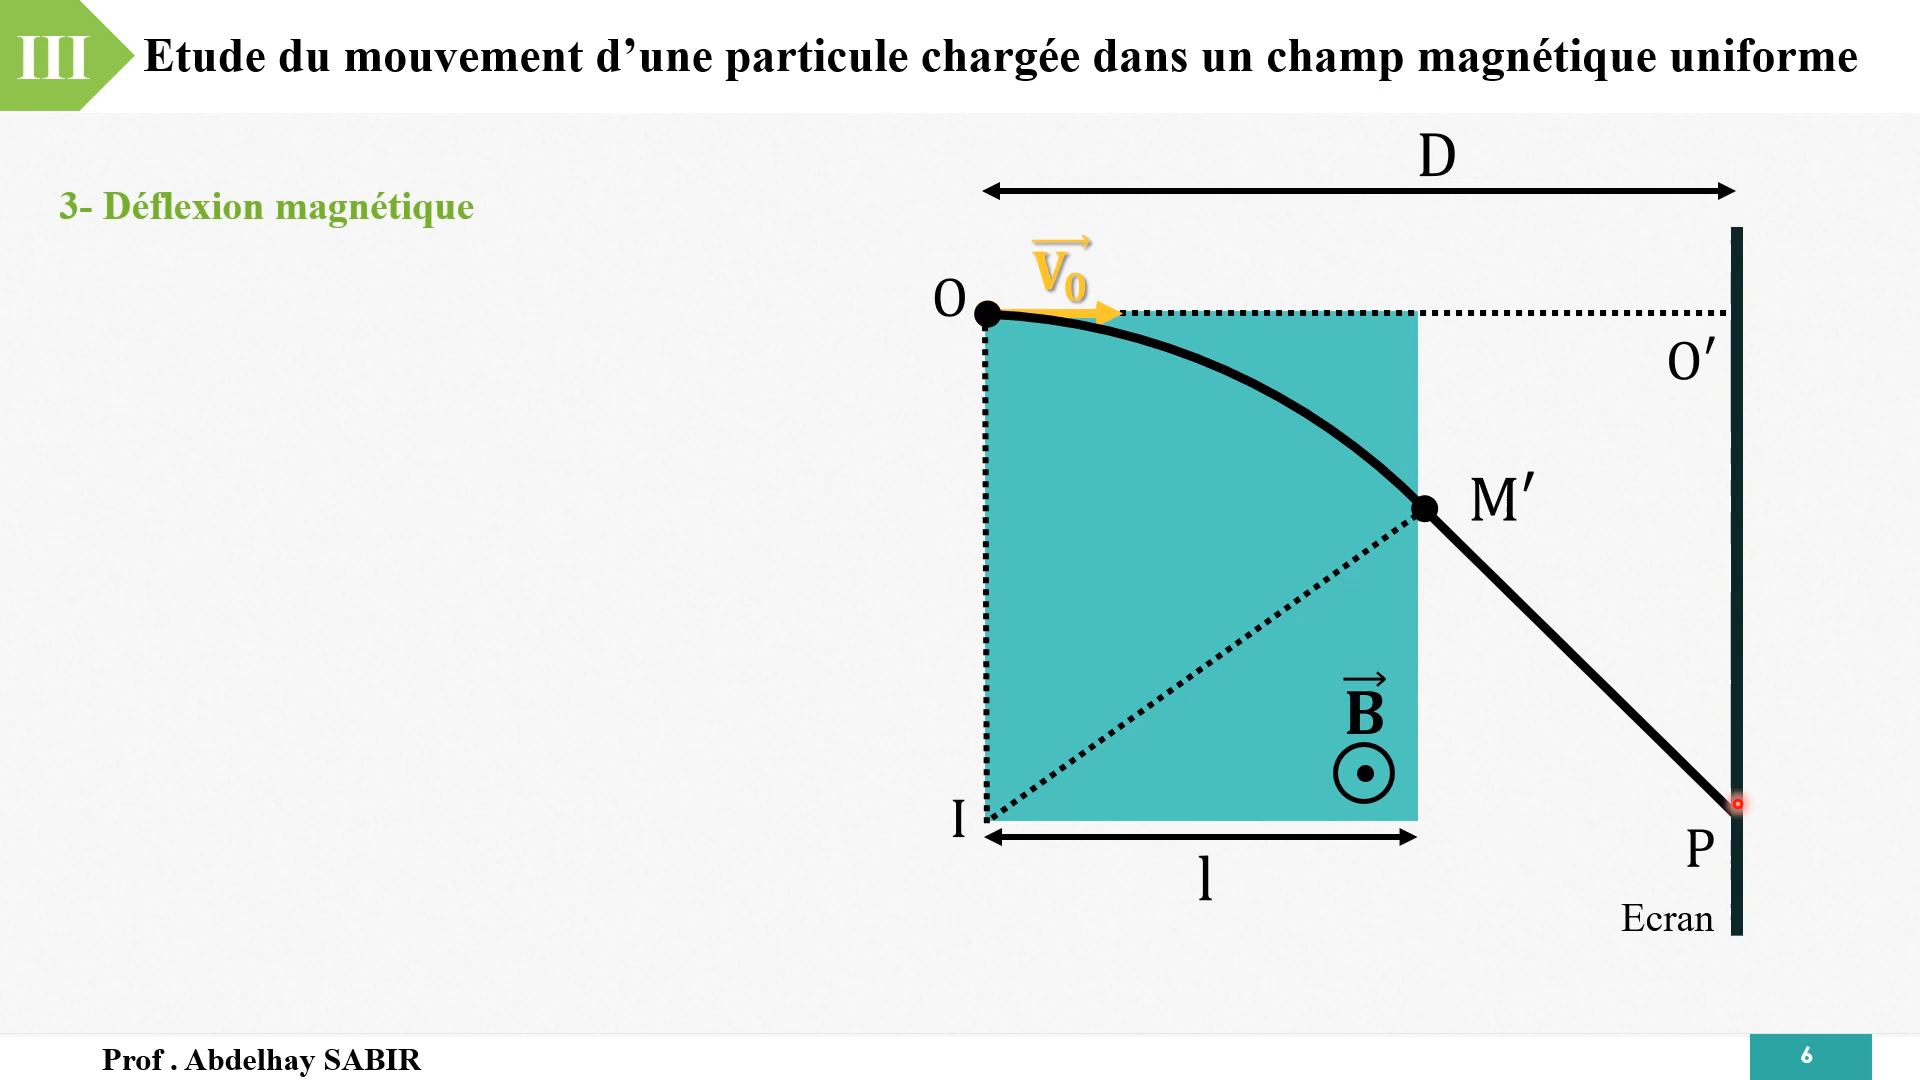 III
Etude du mouvement d’une particule chargée dans un champ magnétique uniforme
3- Déflexion magnétique
D
V₀
O
O′
M′
B
I
l
P
Ecran
Prof . Abdelhay SABIR
6